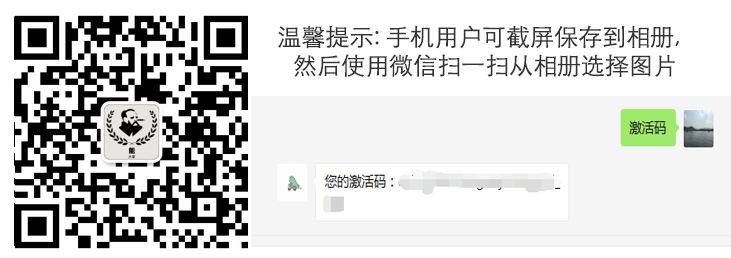 温馨提示: 手机用户可截屏保存到相册,
然后使用微信扫一扫从相册选择图片
激活码
您的激活码：